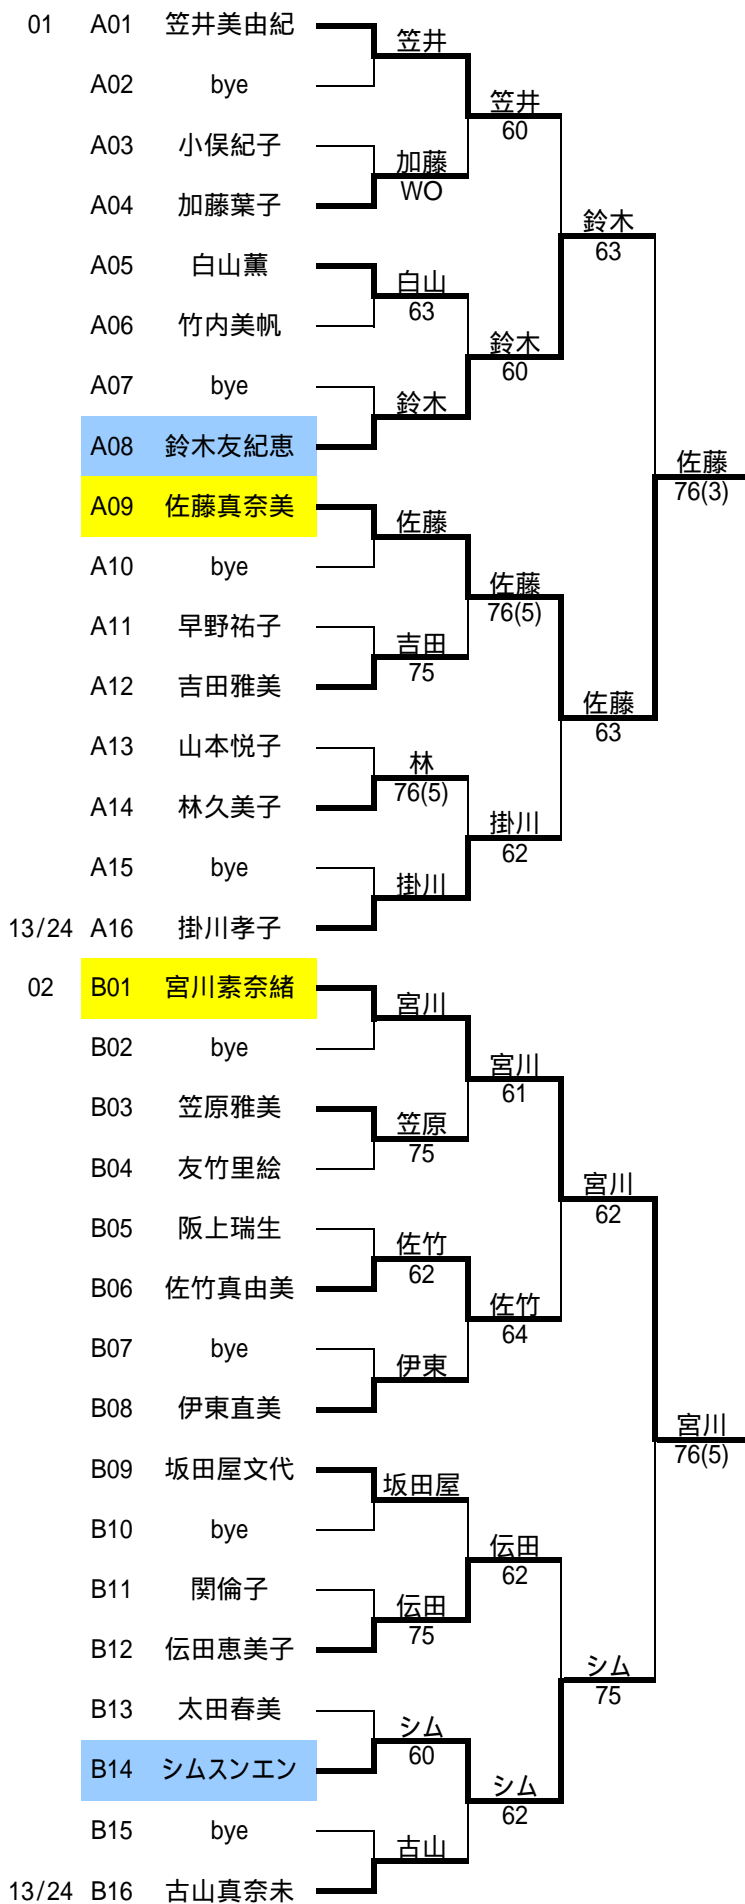 01 A01 笠井美由紀
笠井
A02 bye
笠井
60
A03 小俣紀子
加藤
WO
A04 加藤葉子
鈴木
63
A05 白山薫
白山
63
A06 竹内美帆
鈴木
60
A07 bye
鈴木
A08 鈴木友紀恵
佐藤
76(3)
A09 佐藤真奈美
佐藤
A10 bye
佐藤
76(5)
A11 早野祐子
吉田
75
A12 吉田雅美
佐藤
63
A13 山本悦子
林
76(5)
A14 林久美子
掛川
62
A15 bye
掛川
13/24 A16 掛川孝子
02 B01 宮川素奈緒
宮川
B02 bye
宮川
61
B03 笠原雅美
笠原
75
B04 友竹里絵
宮川
62
B05 阪上瑞生
佐竹
62
B06 佐竹真由美
佐竹
64
B07 bye
伊東
B08 伊東直美
宮川
76(5)
B09 坂田屋文代
坂田屋
B10 bye
伝田
62
B11 関倫子
伝田
75
B12 伝田恵美子
シム
75
B13 太田春美
シム
60
B14 シムスンエン
シム
62
B15 bye
古山
13/24 B16 古山真奈未